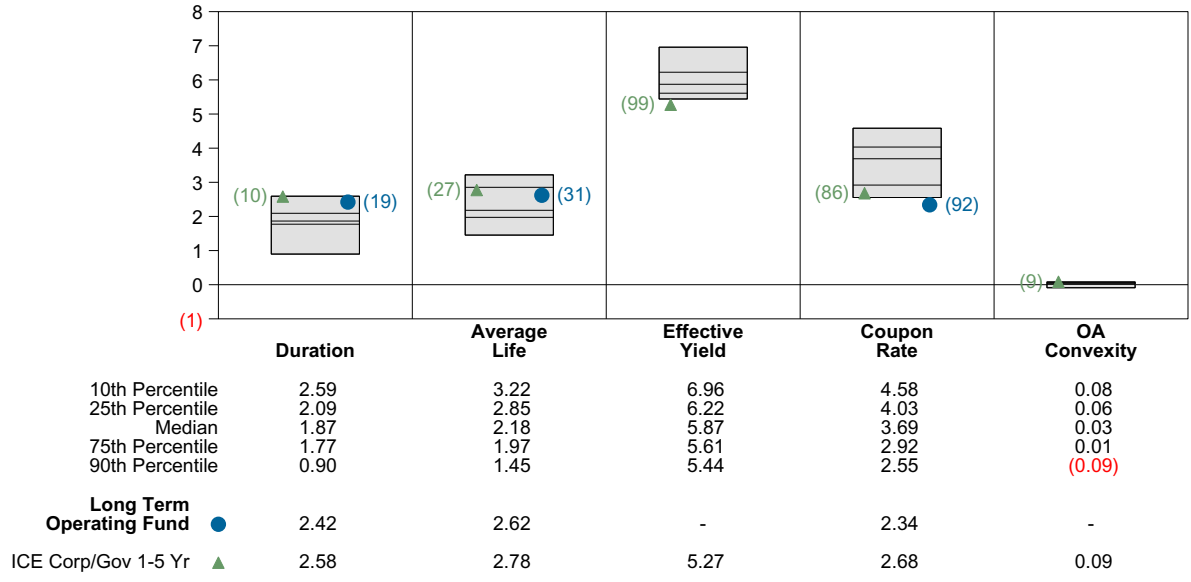 8
7
6
5
4
3
2
1
0
(1)
(10)
(19)
(27)
(31)
(99)
(86)
(92)
(9)
Duration
Average
Life
Effective
Yield
Coupon
Rate
OA
Convexity
10th Percentile 2.59 3.22 6.96 4.58 0.08
25th Percentile 2.09 2.85 6.22 4.03 0.06
Median 1.87 2.18 5.87 3.69 0.03
75th Percentile 1.77 1.97 5.61 2.92 0.01
90th Percentile 0.90 1.45 5.44 2.55 (0.09)
Long Term
Operating Fund 2.42 2.62 - 2.34 -
ICE Corp/Gov 1-5 Yr 2.58 2.78 5.27 2.68 0.09